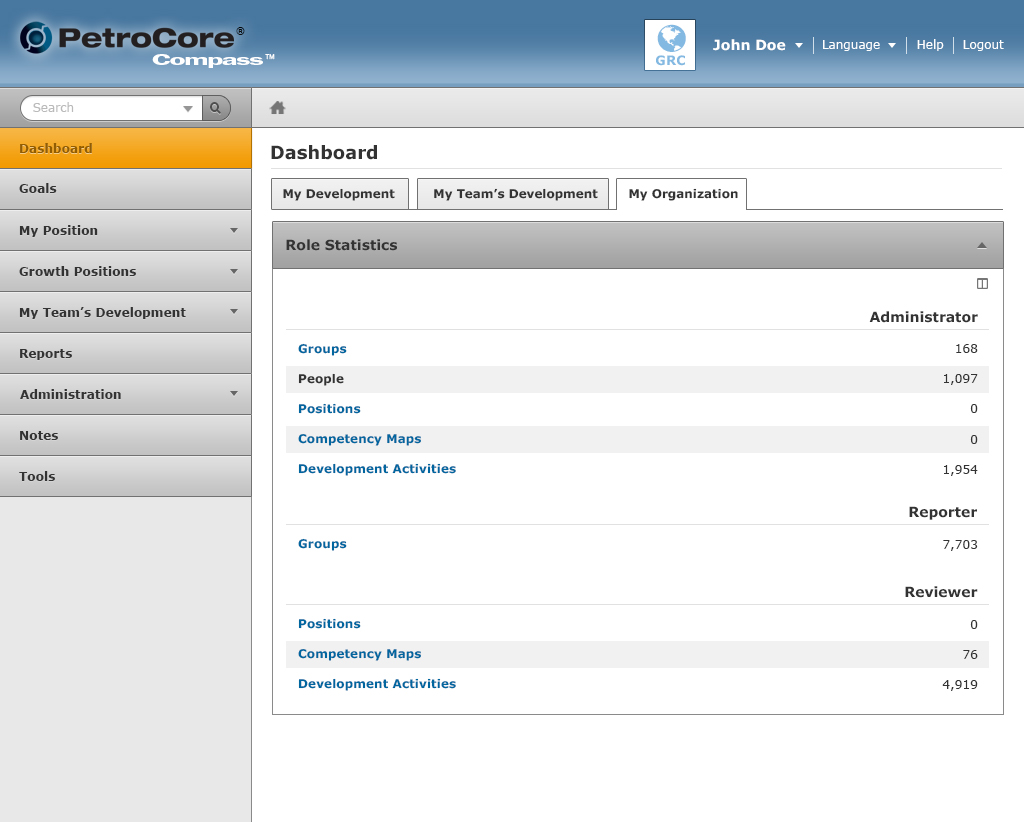 PetroCore®
Compass™
GRC
John Doe
Language
Help
Logout
Search
Dashboard
Goals
My Position
Growth Positions
My Team’s Development
Reports
Administration
Notes
Tools
Dashboard
My Development
My Team’s Development
My Organization
Role Statistics
Administrator
Groups 168
People 1,097
Positions 0
Competency Maps 0
Development Activities 1,954
Reporter
Groups 7,703
Reviewer
Positions 0
Competency Maps 76
Development Activities 4,919